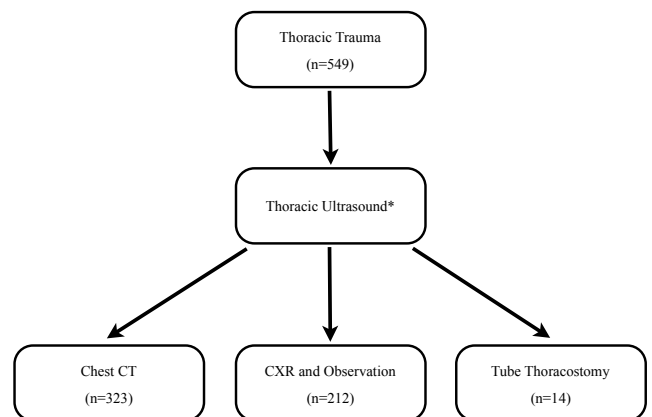 Thoracic Trauma
(n=549)
Thoracic Ultrasound*
Chest CT
(n=323)
CXR and Observation
(n=212)
Tube Thoracostomy
(n=14)